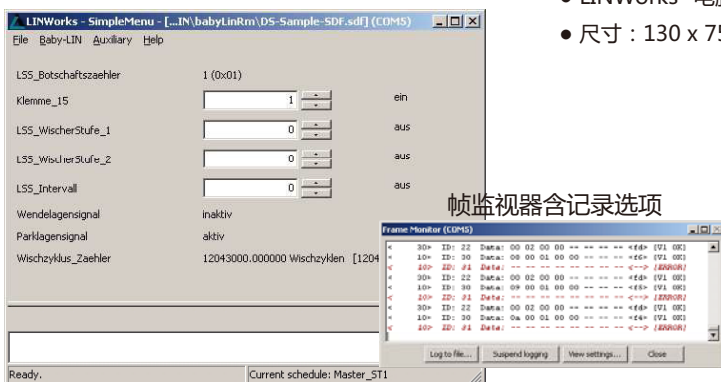 LINWorks - SimpleMenu - [...IN\babyLinRm\DS-Sample-SDF.sdf] (COM5)
File Baby-LIN Auxiliary Help
LSS_Botschaftszaehler 1 (0x01)
Klemme_15 1 ein
LSS_WischerStufe_1 0 aus
LSS_WischerStufe_2 0 aus
LSS_Intervall 0 aus
Wendelagensignal inaktiv
Parklagensignal aktiv
Wischzyklus_Zaehler 12043000.000000 Wischzyklen [1204
Ready. Current schedule: Master_ST1
● LINWorks
● 尺寸：130 x 75
帧监视器含记录选项
Frame Monitor (COM5)
< 30> ID: 22 Data: 00 02 00 00 -- -- -- -- <fd> [V1 OK]
< 10> ID: 30 Data: 00 00 01 00 00 -- -- -- <f6> [V1 OK]
< 10> ID: 31 Data: -- -- -- -- -- -- -- -- <--> [ERROR]
< 30> ID: 22 Data: 00 02 00 00 -- -- -- -- <fd> [V1 OK]
< 10> ID: 30 Data: 09 00 01 00 00 -- -- -- <f5> [V1 OK]
< 10> ID: 31 Data: -- -- -- -- -- -- -- -- <--> [ERROR]
< 30> ID: 22 Data: 00 02 00 00 -- -- -- -- <fd> [V1 OK]
< 10> ID: 30 Data: 0a 00 01 00 00 -- -- -- <f4> [V1 OK]
< 10> ID: 31 Data: -- -- -- -- -- -- -- -- <--> [ERROR]
Log to file... Suspend logging View settings... Close